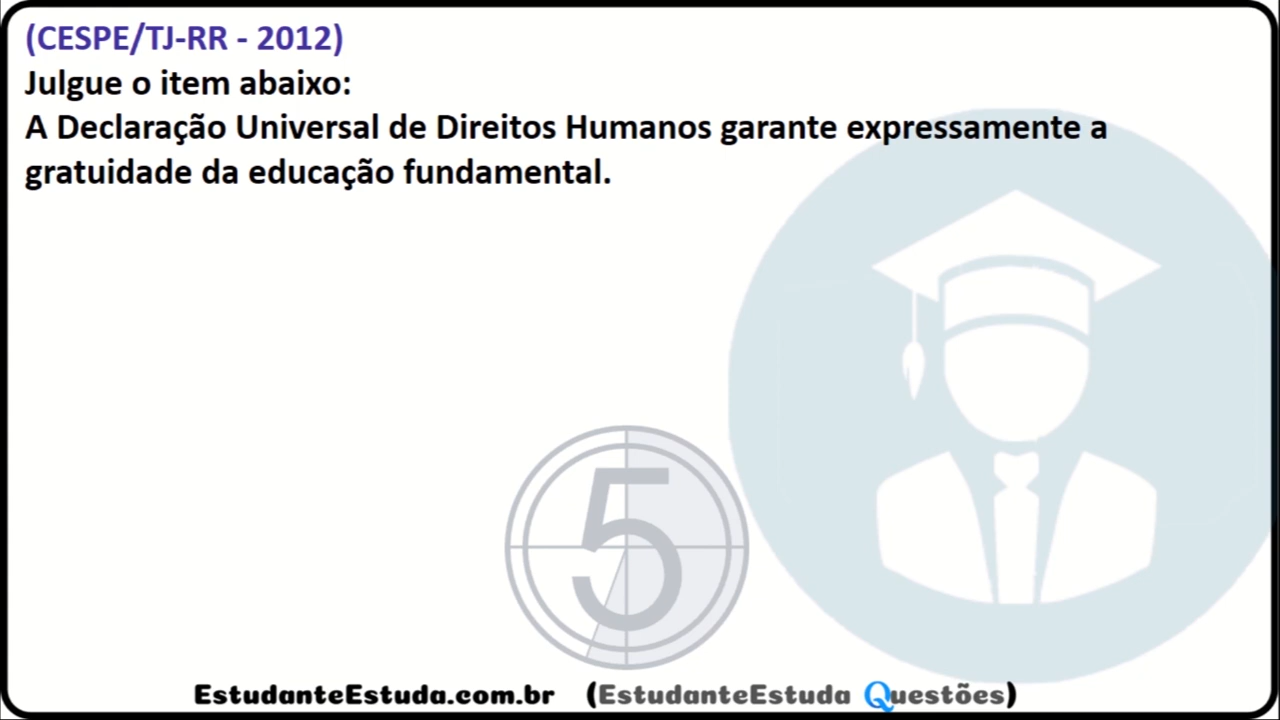 (CESPE/TJ-RR - 2012)
Julgue o item abaixo:
A Declaração Universal de Direitos Humanos garante expressamente a
gratuidade da educação fundamental.
5
EstudanteEstuda.com.br (EstudanteEstuda Questões)